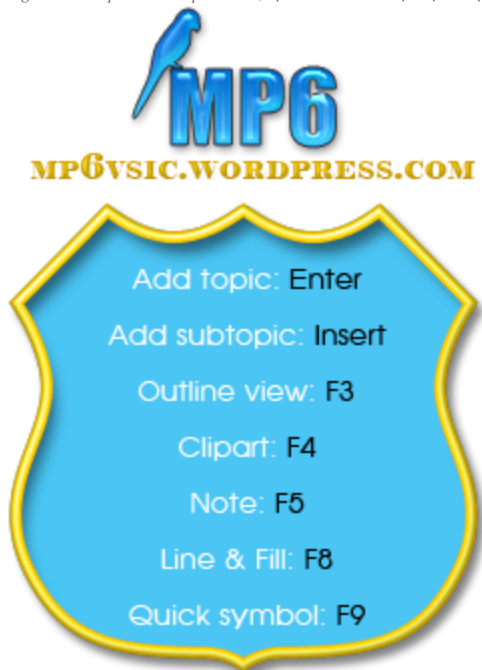 MP6
MP6VSIC.WORDPRESS.COM
Add topic: Enter
Add subtopic: Insert
Outline view: F3
Clipart: F4
Note: F5
Line & Fill: F8
Quick symbol: F9